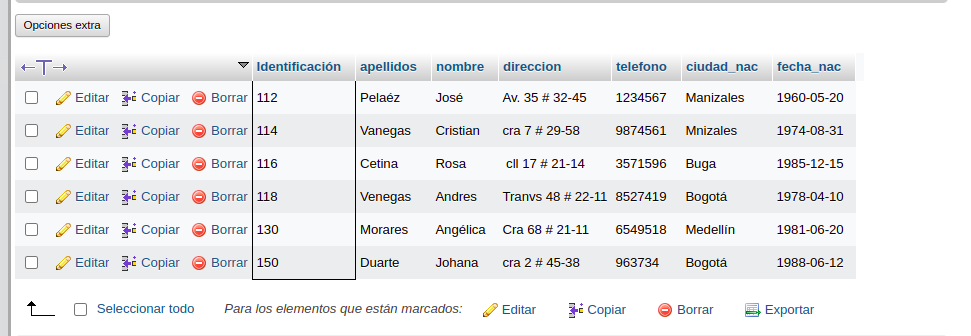 Opciones extra
Identificación apellidos nombre direccion telefono ciudad_nac fecha_nac
Editar Copiar Borrar 112 Pelaéz José Av. 35 # 32-45 1234567 Manizales 1960-05-20
Editar Copiar Borrar 114 Vanegas Cristian cra 7 # 29-58 9874561 Mnizales 1974-08-31
Editar Copiar Borrar 116 Cetina Rosa cll 17 # 21-14 3571596 Buga 1985-12-15
Editar Copiar Borrar 118 Venegas Andres Tranvs 48 # 22-11 8527419 Bogotá 1978-04-10
Editar Copiar Borrar 130 Morares Angélica Cra 68 # 21-11 6549518 Medellín 1981-06-20
Editar Copiar Borrar 150 Duarte Johana cra 2 # 45-38 963734 Bogotá 1988-06-12
Seleccionar todo Para los elementos que están marcados: Editar Copiar Borrar Exportar